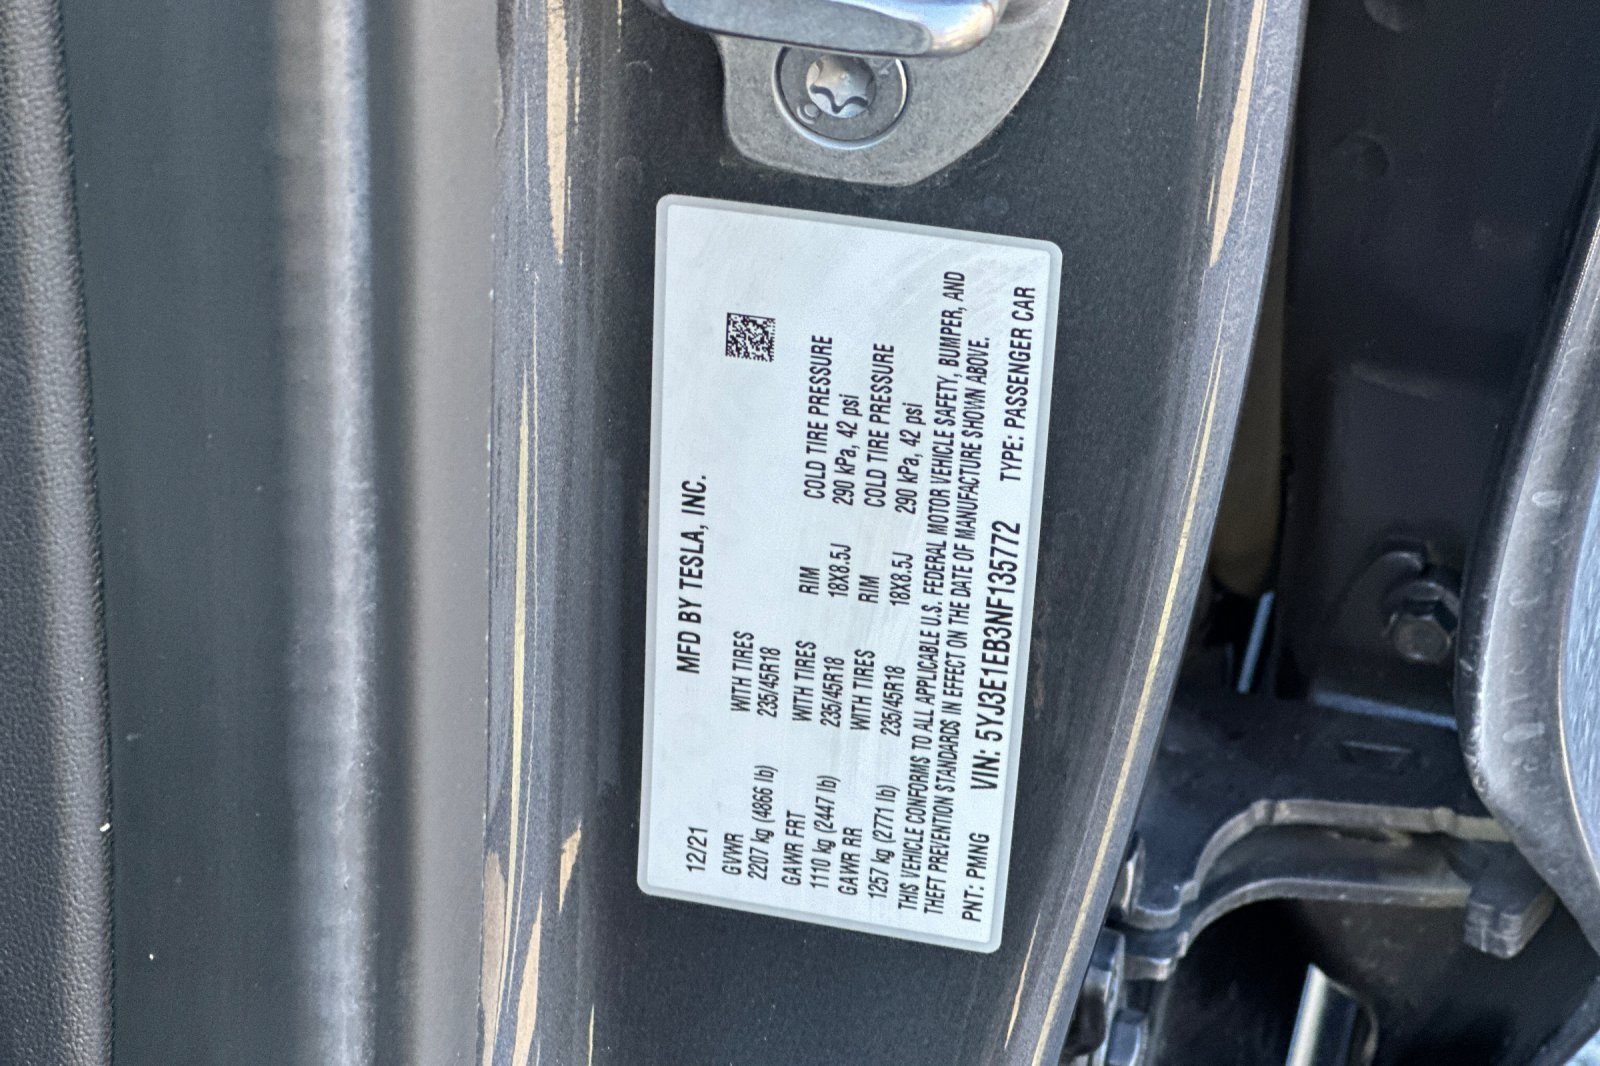 MFD BY TESLA, INC.
12/21
GVWR WITH TIRES
2207 kg (4866 lb) 235/45R18
GAWR FRT WITH TIRES RIM COLD TIRE PRESSURE
1110 kg (2447 lb) 235/45R18 18X8.5J 290 kPa, 42 psi
GAWR RR WITH TIRES RIM COLD TIRE PRESSURE
1257 kg (2771 lb) 235/45R18 18X8.5J 290 kPa, 42 psi
THIS VEHICLE CONFORMS TO ALL APPLICABLE U.S. FEDERAL MOTOR VEHICLE SAFETY, BUMPER, AND
THEFT PREVENTION STANDARDS IN EFFECT ON THE DATE OF MANUFACTURE SHOWN ABOVE.
PNT: PMNG VIN: 5YJ3E1EB3NF135772 TYPE: PASSENGER CAR